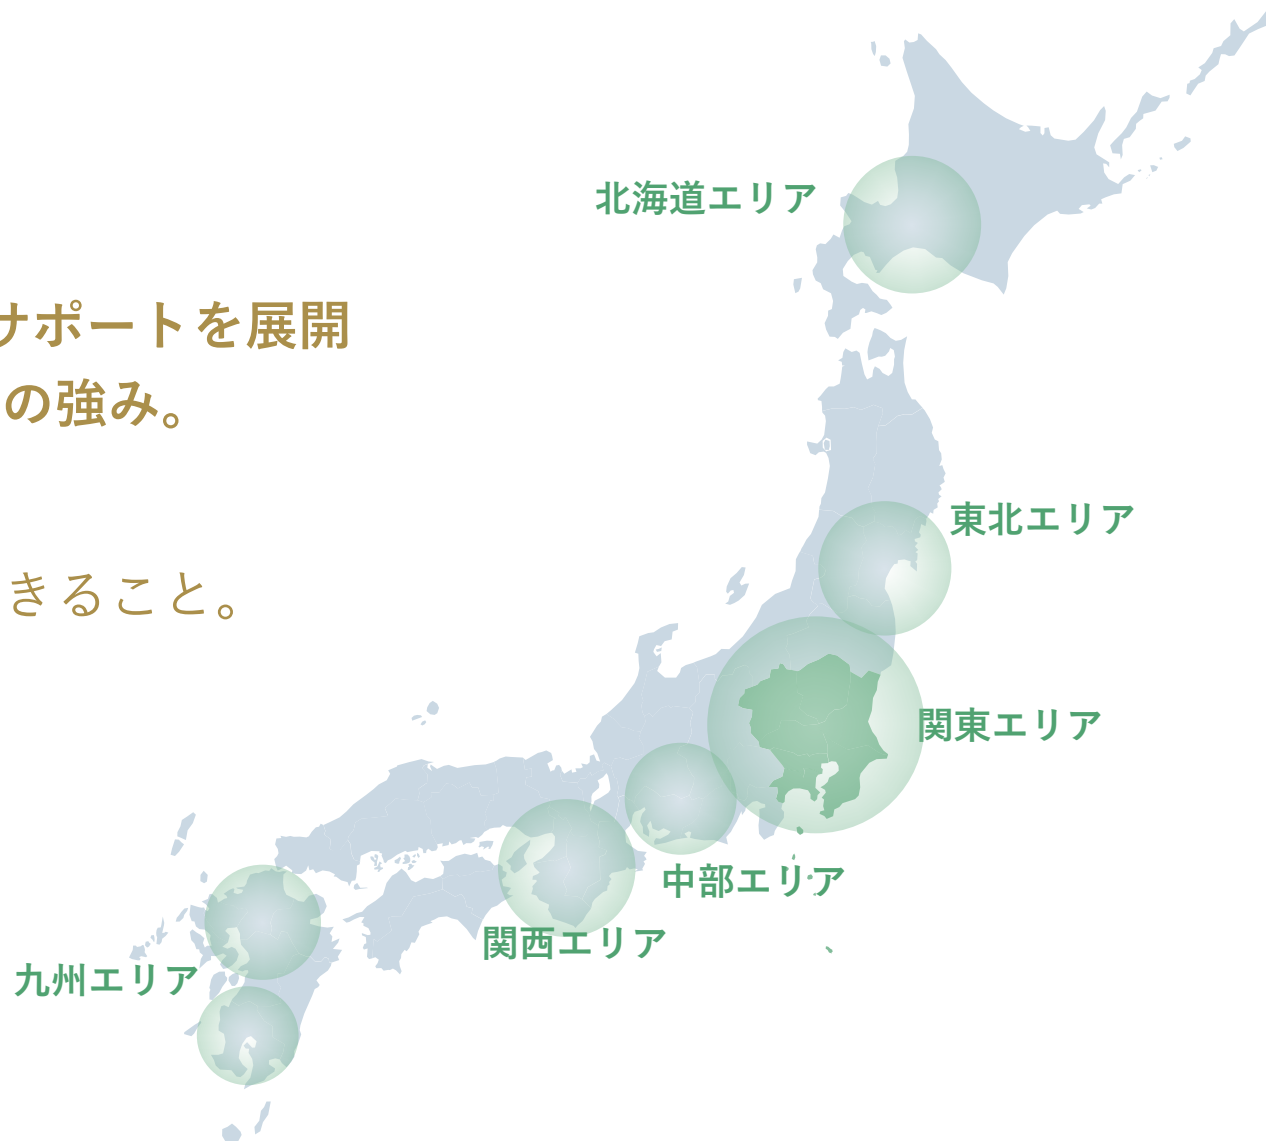 北海道エリア
サポートを展開
の強み。
東北エリア
きること。
関東エリア
中部エリア
関西エリア
九州エリア